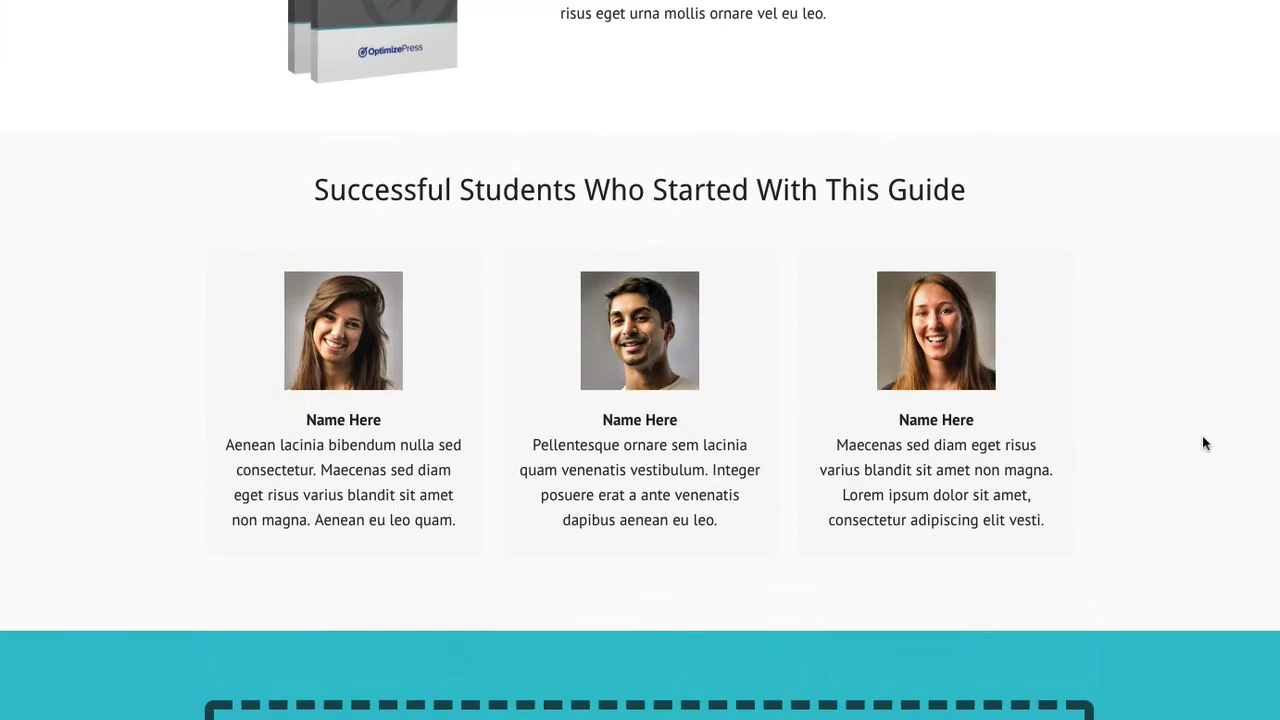 risus eget urna mollis ornare vel eu leo.
OptimizePress
Successful Students Who Started With This Guide
Name Here
Aenean lacinia bibendum nulla sed
consectetur. Maecenas sed diam
eget risus varius blandit sit amet
non magna. Aenean eu leo quam.
Name Here
Pellentesque ornare sem lacinia
quam venenatis vestibulum. Integer
posuere erat a ante venenatis
dapibus aenean eu leo.
Name Here
Maecenas sed diam eget risus
varius blandit sit amet non magna.
Lorem ipsum dolor sit amet,
consectetur adipiscing elit vesti.